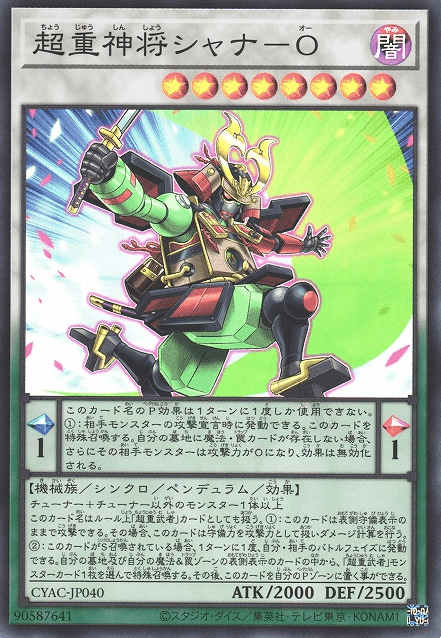 超重神将シャナ－O
闇
このカード名のＰ効果は１ターンに１度しか使用できない。
①：相手モンスターの攻撃宣言時に発動できる。このカードを
特殊召喚する。自分の墓地に魔法・罠カードが存在しない場合、
さらにその相手モンスターは攻撃力が０になり、効果は無効化
される。
1
1
【機械族／シンクロ／ペンデュラム／効果】
チューナー＋チューナー以外のモンスター１体以上
このカード名はルール上「超重武者」カードとしても扱う。①：このカードは表側守備表示の
ままで攻撃できる。その場合、このカードは守備力を攻撃力として扱いダメージ計算を行う。
②：このカードがＳ召喚されている場合、１ターンに１度、自分・相手のバトルフェイズに発動
できる。自分の墓地及び自分の魔法＆罠ゾーンの表側表示のカードの中から、「超重武者」モン
スターカード１枚を選んで特殊召喚する。その後、このカードを自分のＰゾーンに置く事ができる。
CYAC-JP040
ATK/2000
DEF/2500
90587641
©スタジオ・ダイス／集英社・テレビ東京・KONAMI